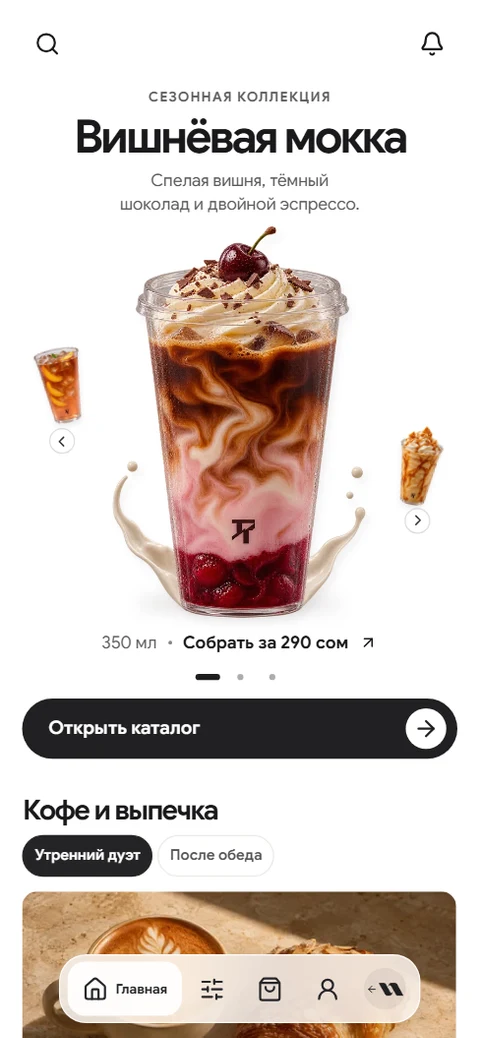 СЕЗОННАЯ КОЛЛЕКЦИЯ
Вишнёвая мокка
Спелая вишня, тёмный
шоколад и двойной эспрессо.
350 мл • Собрать за 290 сом
Открыть каталог
Кофе и выпечка
Утренний дуэт
После обеда
Главная